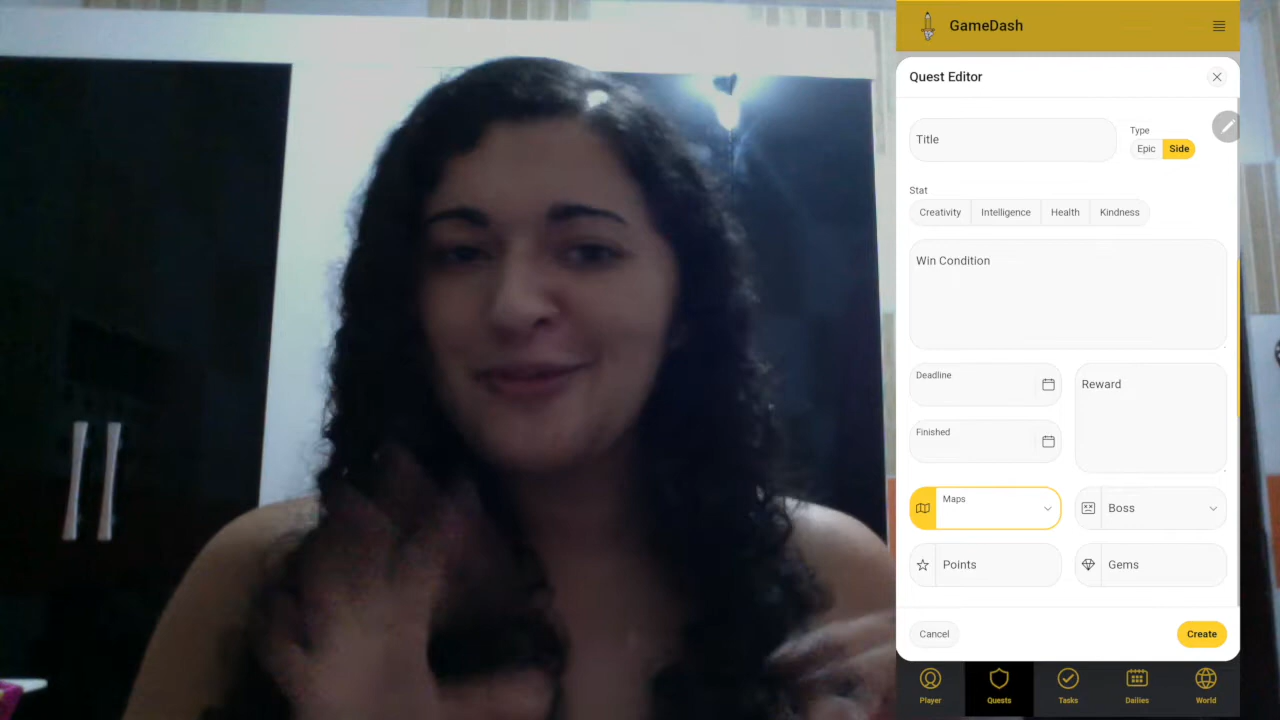 GameDash
Quest Editor
Title
Type
Epic Side
Stat
Creativity Intelligence Health Kindness
Win Condition
Deadline
Reward
Finished
Maps
Boss
Points
Gems
Cancel
Create
Player Quests Tasks Dailies World